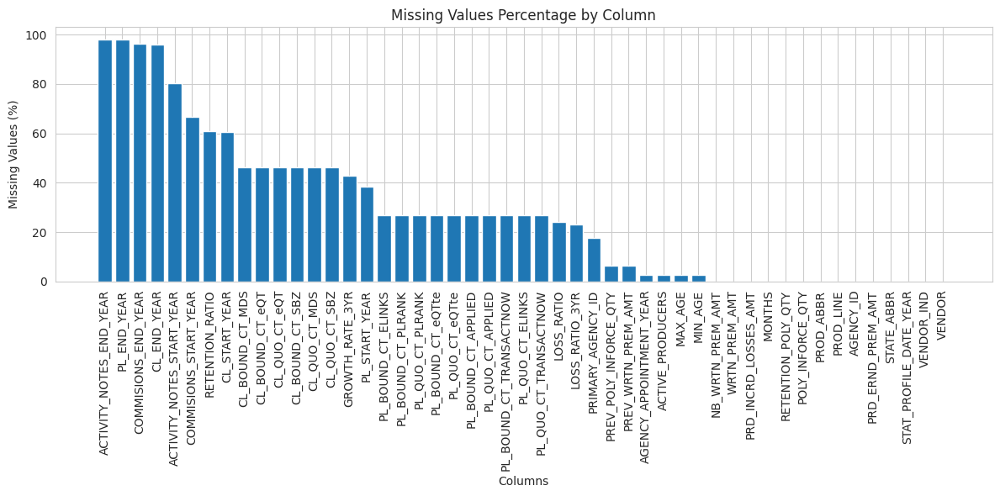 Missing Values Percentage by Column
Missing Values (%)
100
80
60
40
20
0
ACTIVITY_NOTES_END_YEAR
PL_END_YEAR
COMMISIONS_END_YEAR
CL_END_YEAR
ACTIVITY_NOTES_START_YEAR
COMMISIONS_START_YEAR
RETENTION_RATIO
CL_START_YEAR
CL_BOUND_CT_MDS
CL_BOUND_CT_eQT
CL_QUO_CT_eQT
CL_BOUND_CT_SBZ
CL_QUO_CT_MDS
CL_QUO_CT_SBZ
GROWTH_RATE_3YR
PL_START_YEAR
PL_BOUND_CT_ELINKS
PL_BOUND_CT_PLRANK
PL_QUO_CT_PLRANK
PL_BOUND_CT_eQTte
PL_QUO_CT_eQTte
PL_BOUND_CT_APPLIED
PL_QUO_CT_APPLIED
PL_BOUND_CT_TRANSACTNOW
PL_QUO_CT_ELINKS
PL_QUO_CT_TRANSACTNOW
LOSS_RATIO
LOSS_RATIO_3YR
PRIMARY_AGENCY_ID
PREV_POLY_INFORCE_QTY
PREV_WRTN_PREM_AMT
AGENCY_APPOINTMENT_YEAR
ACTIVE_PRODUCERS
MAX_AGE
MIN_AGE
NB_WRTN_PREM_AMT
WRTN_PREM_AMT
PRD_INCRD_LOSSES_AMT
MONTHS
RETENTION_POLY_QTY
POLY_INFORCE_QTY
PROD_ABBR
PROD_LINE
AGENCY_ID
PRD_ERND_PREM_AMT
STATE_ABBR
STAT_PROFILE_DATE_YEAR
VENDOR_IND
VENDOR
Columns